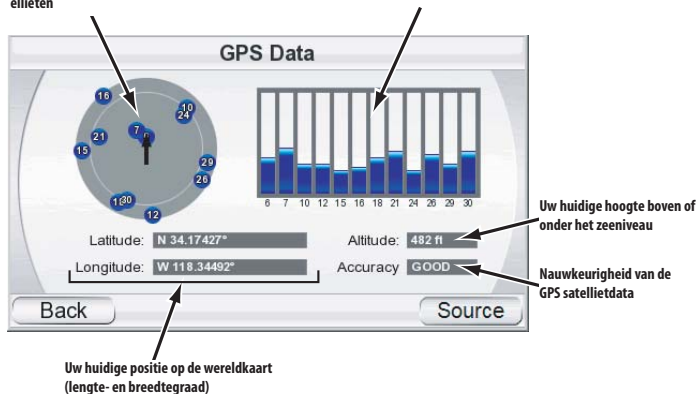 ellieten
GPS Data
16
10
24
7
21
15
29
26
30
12
6 7 10 12 15 16 18 21 24 26 29 30
Uw huidige hoogte boven of
onder het zeeniveau
Latitude: N 34.17427° Altitude: 482 ft
Longitude: W 118.34492° Accuracy GOOD
Nauwkeurigheid van de
GPS satellietdata
Back Source
Uw huidige positie op de wereldkaart
(lengte- en breedtegraad)